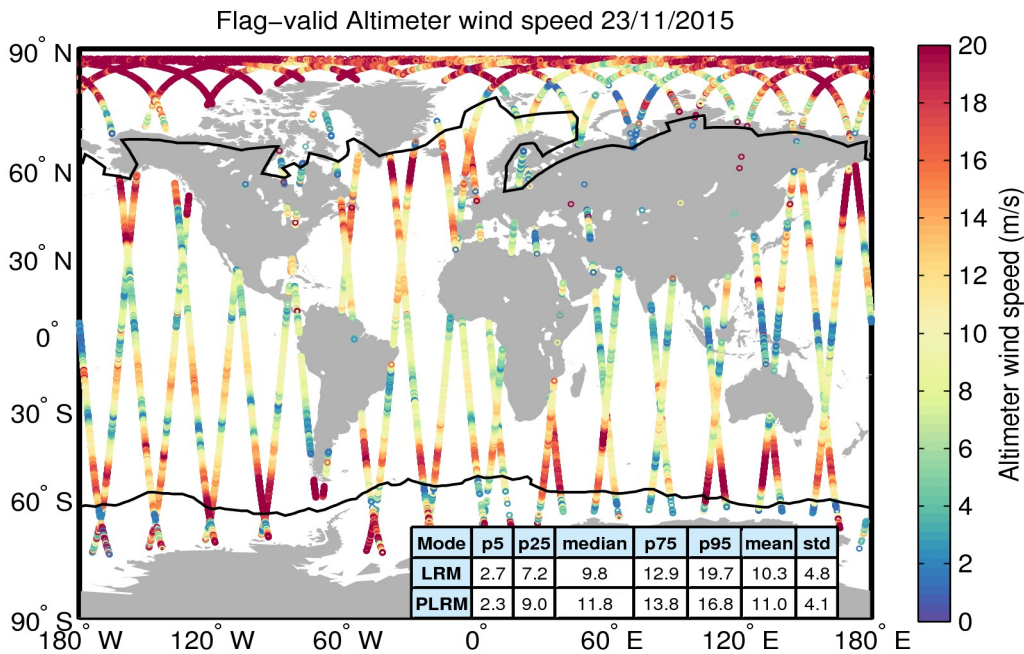 Flag−valid Altimeter wind speed 23/11/2015
90° N
60° N
30° N
0°
30° S
60° S
90° S
180° W
120° W
60° W
0°
60° E
120° E
180° E
Mode p5 p25 median p75 p95 mean std
LRM 2.7 7.2 9.8 12.9 19.7 10.3 4.8
PLRM 2.3 9.0 11.8 13.8 16.8 11.0 4.1
20
18
16
14
12
10
8
6
4
2
0
Altimeter wind speed (m/s)